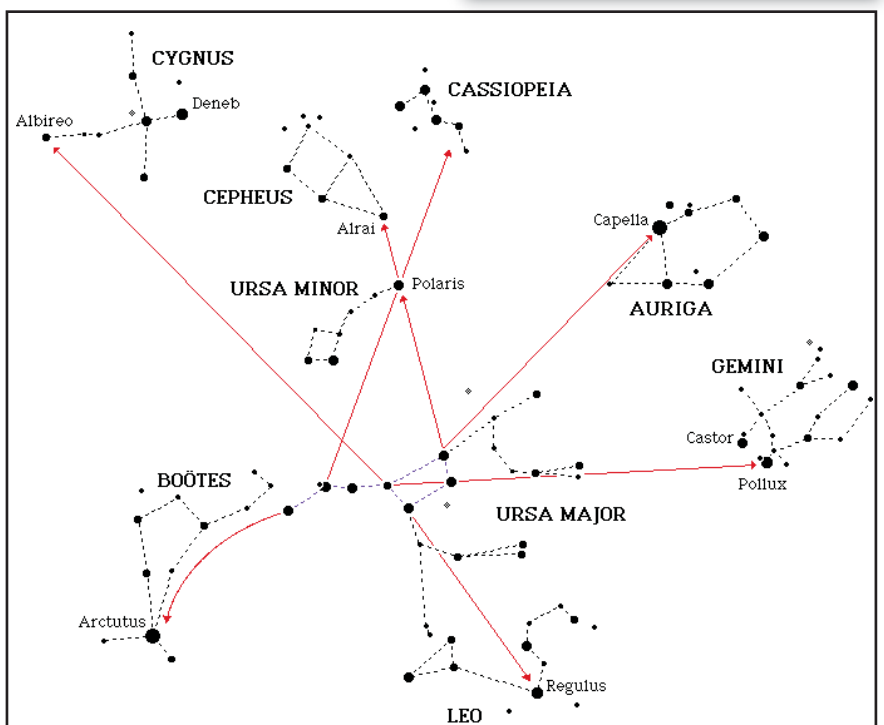 CYGNUS
Deneb
Albireo
CASSIOPEIA
CEPHEUS
Alrai
Capella
URSA MINOR
Polaris
AURIGA
GEMINI
Castor
Pollux
BOÖTES
URSA MAJOR
Arctutus
Regulus
LEO